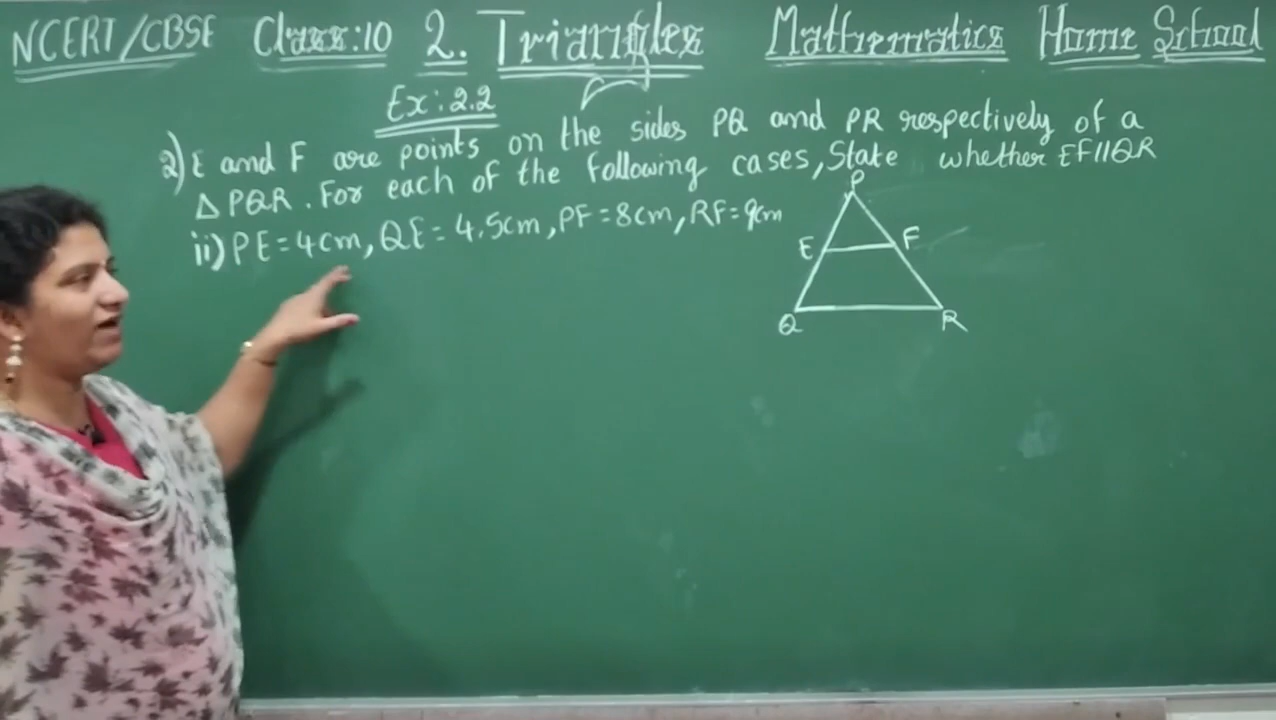 NCERT/CBSE Class:10 2. Triangles Mathematics Home School
Ex: 2.2
2) E and F are points on the sides PQ and PR respectively of a
△ PQR. For each of the following cases, State whether EF||QR
ii) PE = 4cm, QE = 4.5cm, PF = 8cm, RF = 9cm
P
E F
Q R